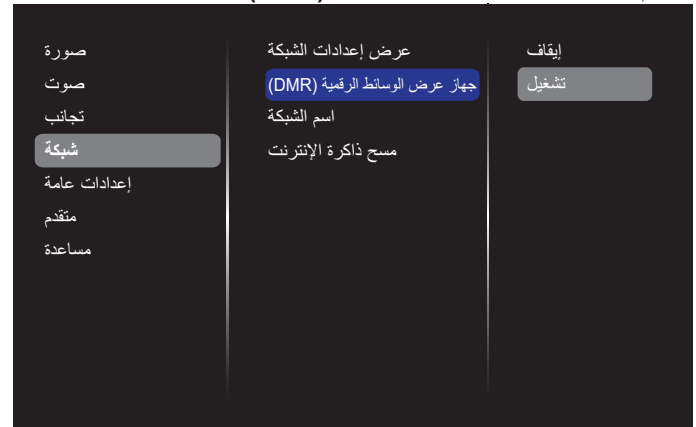 صورة
صوت
تجانب
شبكة
إعدادات عامة
متقدم
مساعدة
عرض إعدادات الشبكة
جهاز عرض الوسائط الرقمية (DMR)
اسم الشبكة
مسح ذاكرة الإنترنت
إيقاف
تشغيل